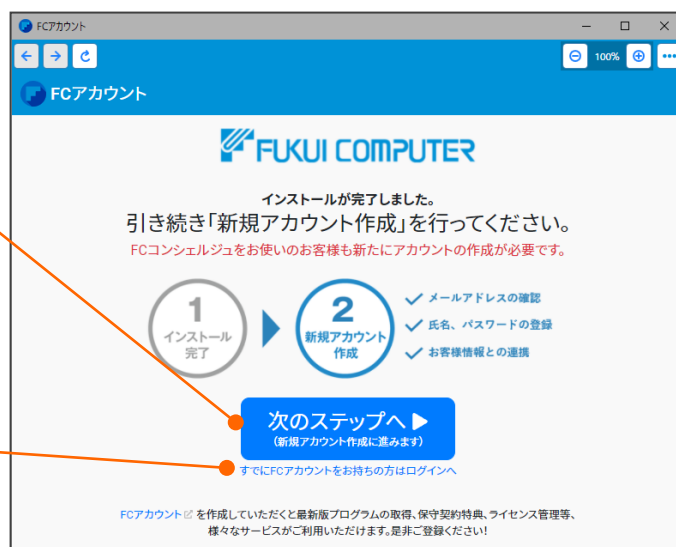 FCアカウント
100%
FCアカウント
FUKUI COMPUTER
インストールが完了しました。
引き続き「新規アカウント作成」を行ってください。
FCコンシェルジュをお使いのお客様も新たにアカウントの作成が必要です。
1
インストール
完了
2
新規アカウント
作成
メールアドレスの確認
氏名、パスワードの登録
お客様情報との連携
次のステップへ ▶
(新規アカウント作成に進みます)
すでにFCアカウントをお持ちの方はログインへ
FCアカウント を作成していただくと最新版プログラムの取得、保守契約特典、ライセンス管理等、
様々なサービスがご利用いただけます。是非ご登録ください!